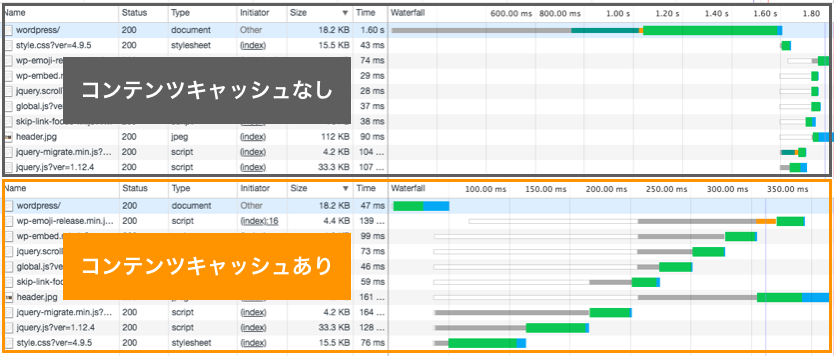 Name Status Type Initiator Size ▼ Time Waterfall 600.00 ms 800.00 ms 1.00 s 1.20 s 1.40 s 1.60 s 1.80
wordpress/ 200 document Other 18.2 KB 1.60 s
style.css?ver=4.9.5 200 stylesheet (index) 15.5 KB 43 ms
wp-emoji-rele 74 ms
wp-embed. 29 ms
jquery.scroll 28 ms
global.js?v 37 ms
skip-link-foc 38 ms
コンテンツキャッシュなし
header.jpg 200 jpeg (index) 112 KB 90 ms
jquery-migrate.min.js?... 200 script (index) 4.2 KB 104 ...
jquery.js?ver=1.12.4 200 script (index) 33.3 KB 107 ...
Name Status Type Initiator Size ▼ Time Waterfall 100.00 ms 150.00 ms 200.00 ms 250.00 ms 300.00 ms 350.00 ms
wordpress/ 200 document Other 18.2 KB 47 ms
wp-emoji-release.min.j... 200 script (index):16 4.4 KB 139 ...
wp-embed. 99 ms
jquery.scroll 73 ms
global.js?v 46 ms
skip-link-foc 59 ms
header.jpg 161 ...
コンテンツキャッシュあり
jquery-migrate.min.js?... 200 script (index) 4.2 KB 164 ...
jquery.js?ver=1.12.4 200 script (index) 33.3 KB 128 ...
style.css?ver=4.9.5 200 stylesheet (index) 15.5 KB 76 ms